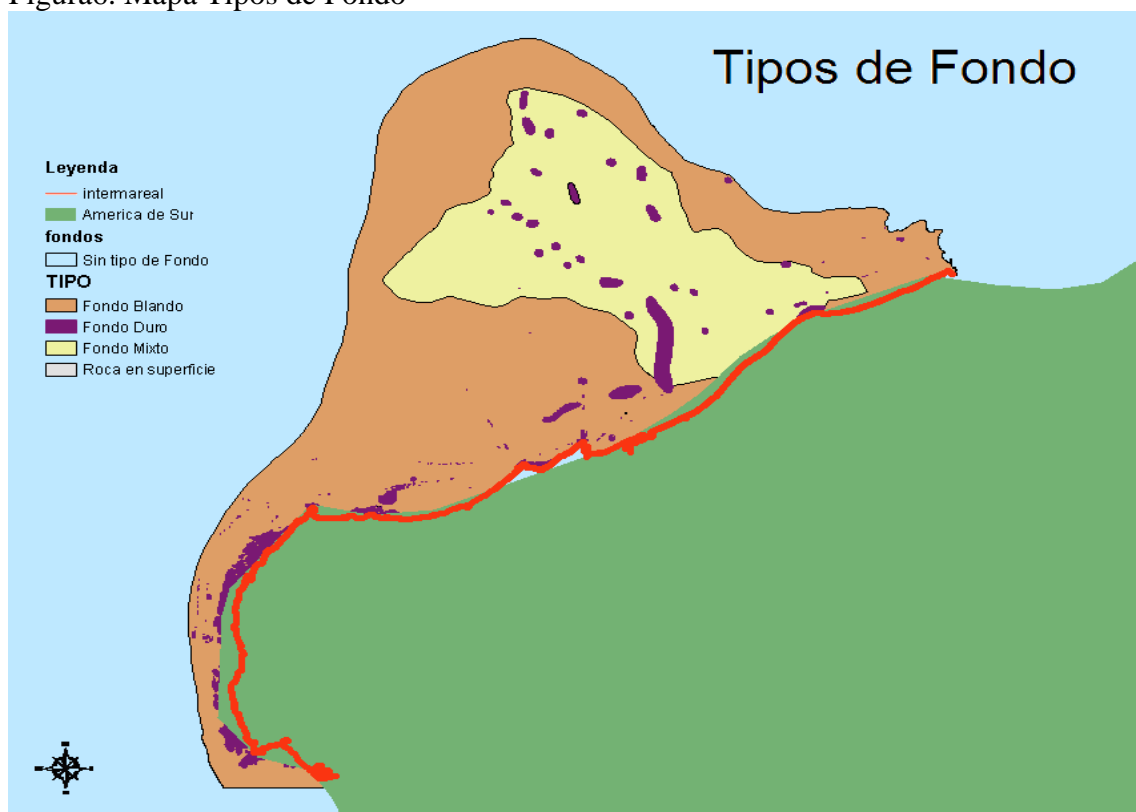 Figura6. Mapa Tipos de Fondo
Tipos de Fondo
Leyenda
intermareal
America de Sur
fondos
Sin tipo de Fondo
TIPO
Fondo Blando
Fondo Duro
Fondo Mixto
Roca en superficie